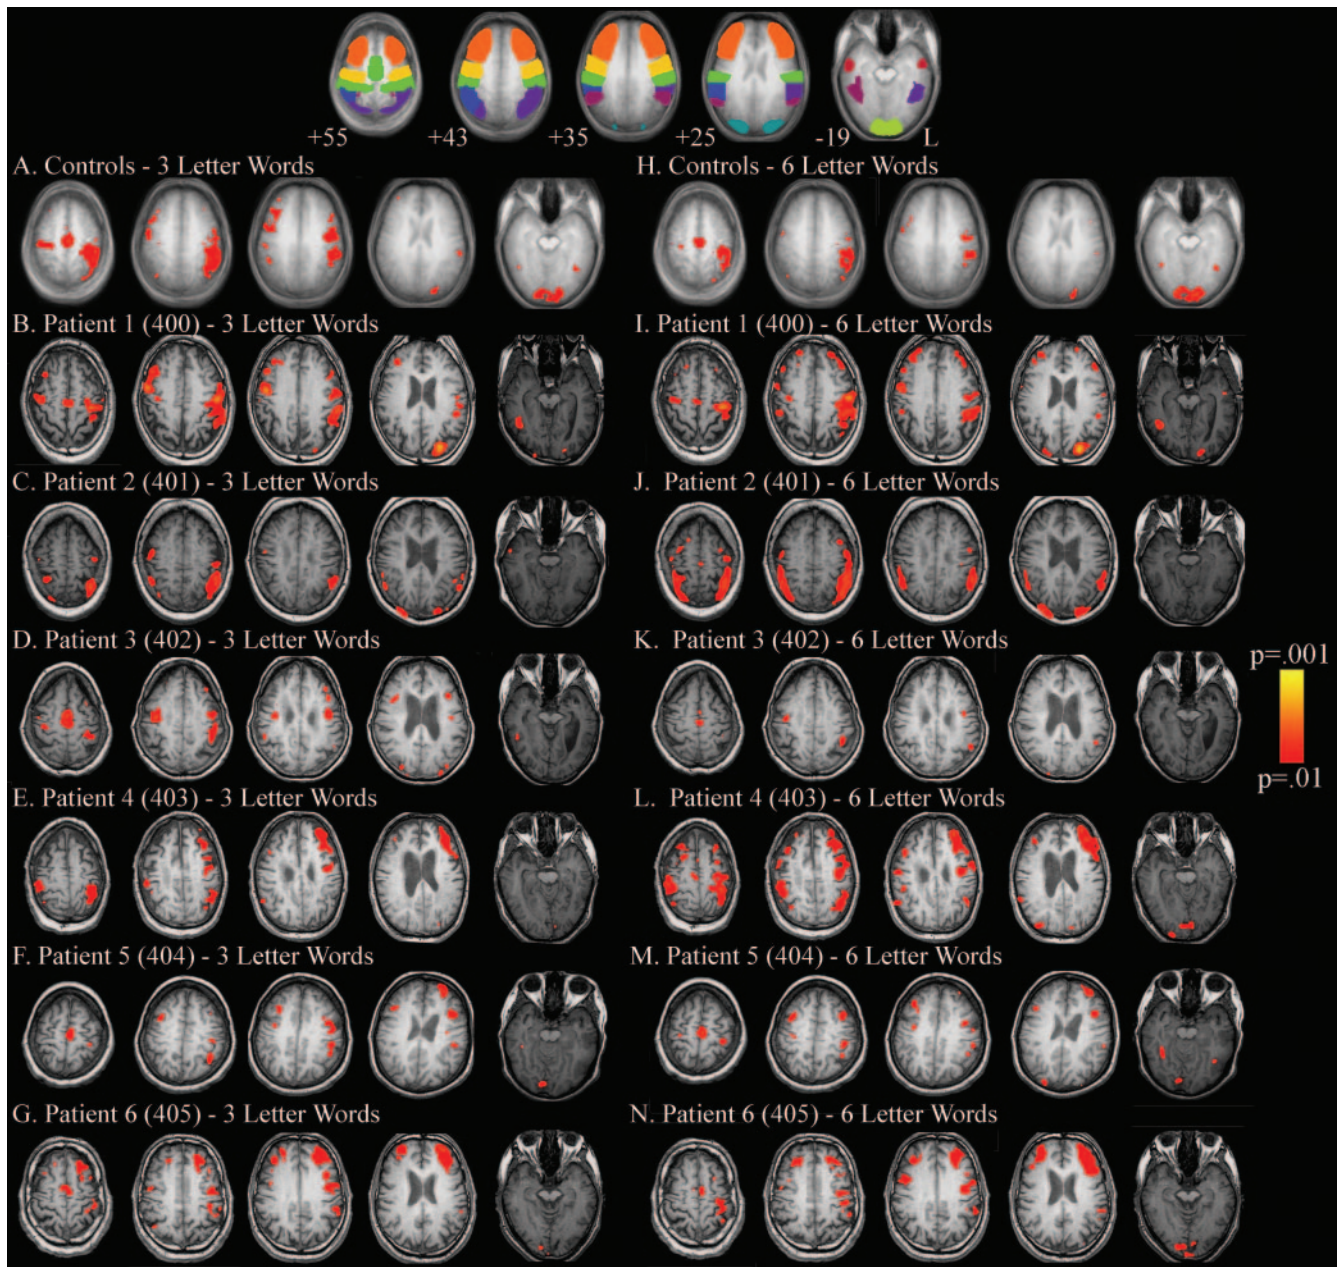 +55 +43 +35 +25 -19 L
A. Controls - 3 Letter Words
H. Controls - 6 Letter Words
B. Patient 1 (400) - 3 Letter Words
I. Patient 1 (400) - 6 Letter Words
C. Patient 2 (401) - 3 Letter Words
J. Patient 2 (401) - 6 Letter Words
D. Patient 3 (402) - 3 Letter Words
K. Patient 3 (402) - 6 Letter Words
p=.001
p=.01
E. Patient 4 (403) - 3 Letter Words
L. Patient 4 (403) - 6 Letter Words
F. Patient 5 (404) - 3 Letter Words
M. Patient 5 (404) - 6 Letter Words
G. Patient 6 (405) - 3 Letter Words
N. Patient 6 (405) - 6 Letter Words